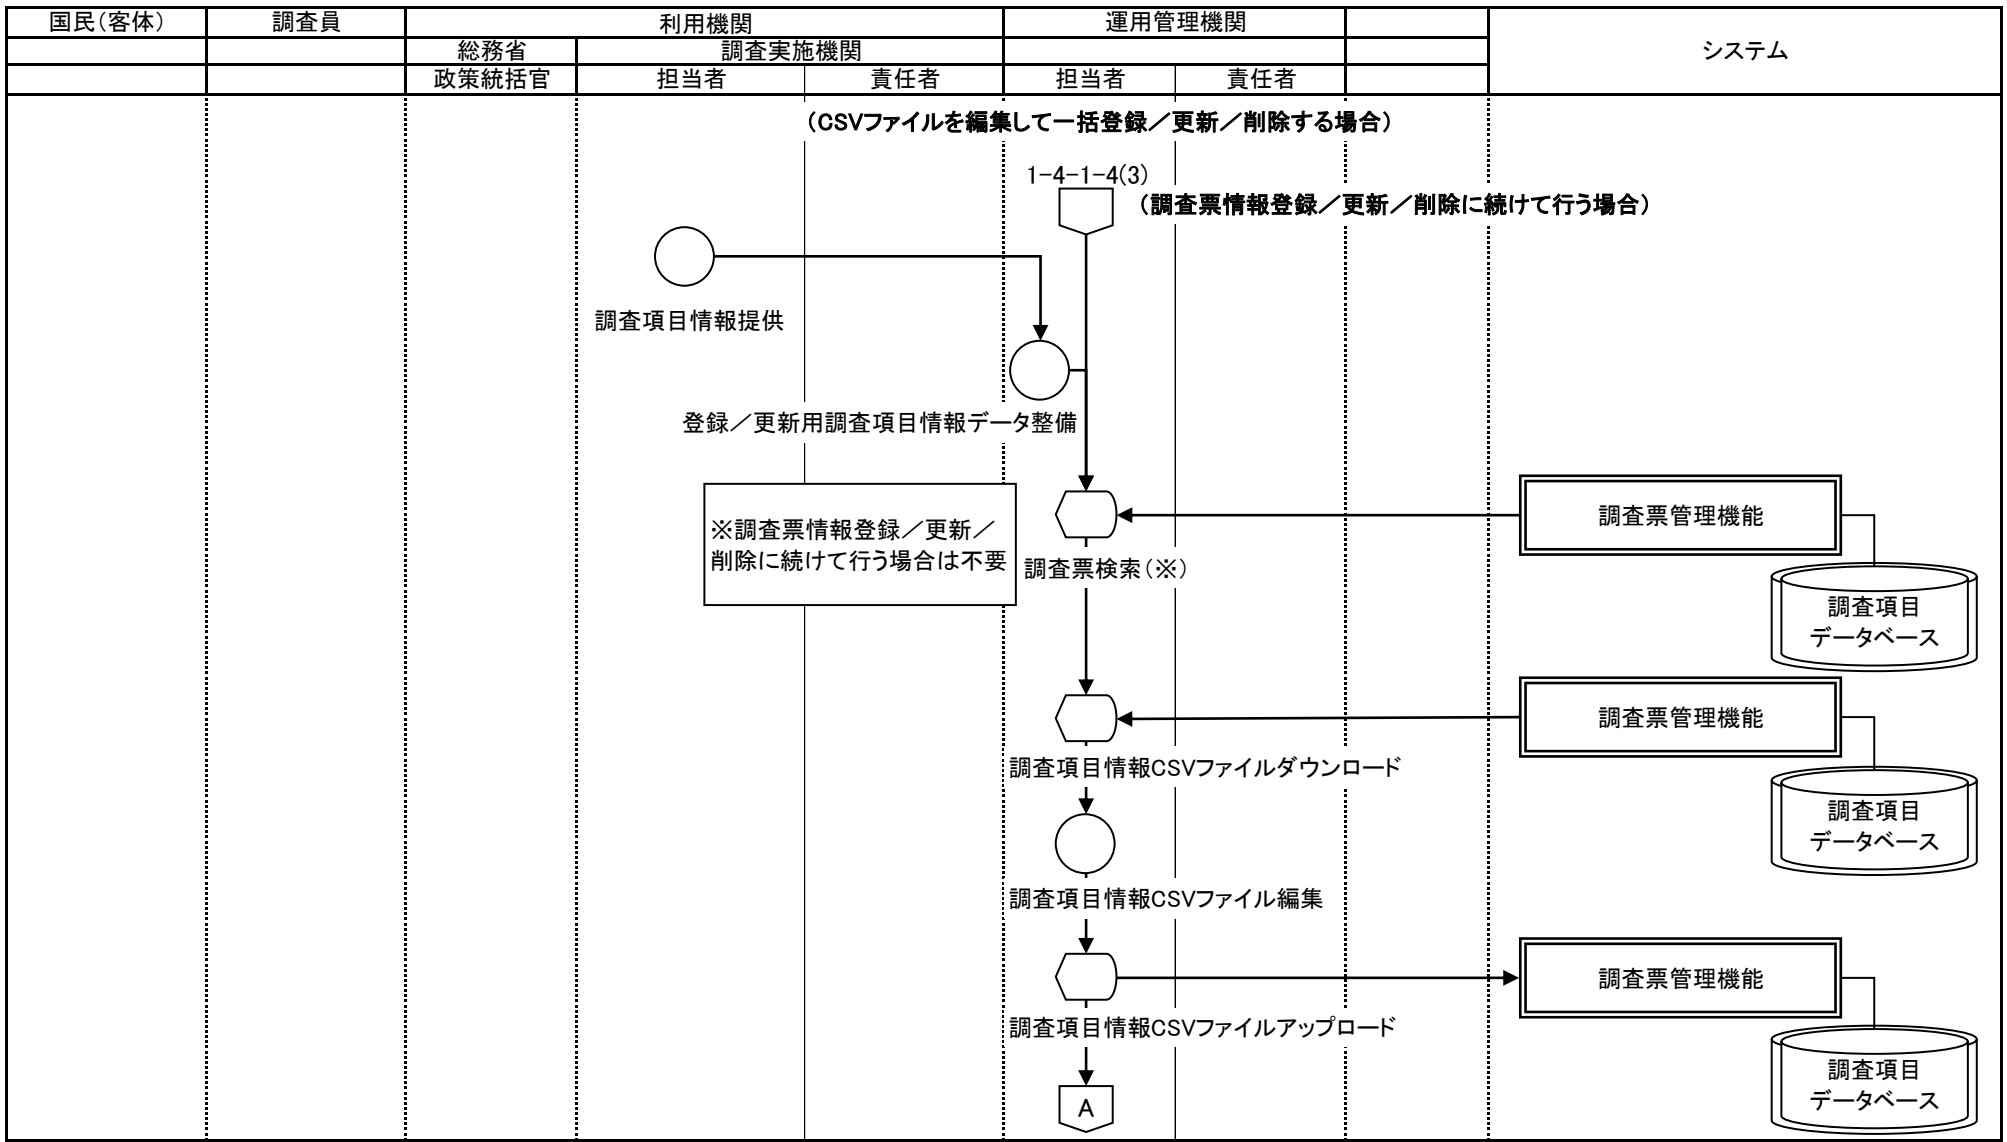 国民（客体）
調査員
利用機関
運用管理機関
システム
総務省
調査実施機関
政策統括官
担当者
責任者
担当者
責任者
（CSVファイルを編集して一括登録／更新／削除する場合）
1-4-1-4(3)
（調査票情報登録／更新／削除に続けて行う場合）
調査項目情報提供
登録／更新用調査項目情報データ整備
※調査票情報登録／更新／
削除に続けて行う場合は不要
調査票検索（※）
調査票管理機能
調査項目
データベース
調査票管理機能
調査項目情報CSVファイルダウンロード
調査項目
データベース
調査項目情報CSVファイル編集
調査票管理機能
調査項目情報CSVファイルアップロード
調査項目
データベース
A